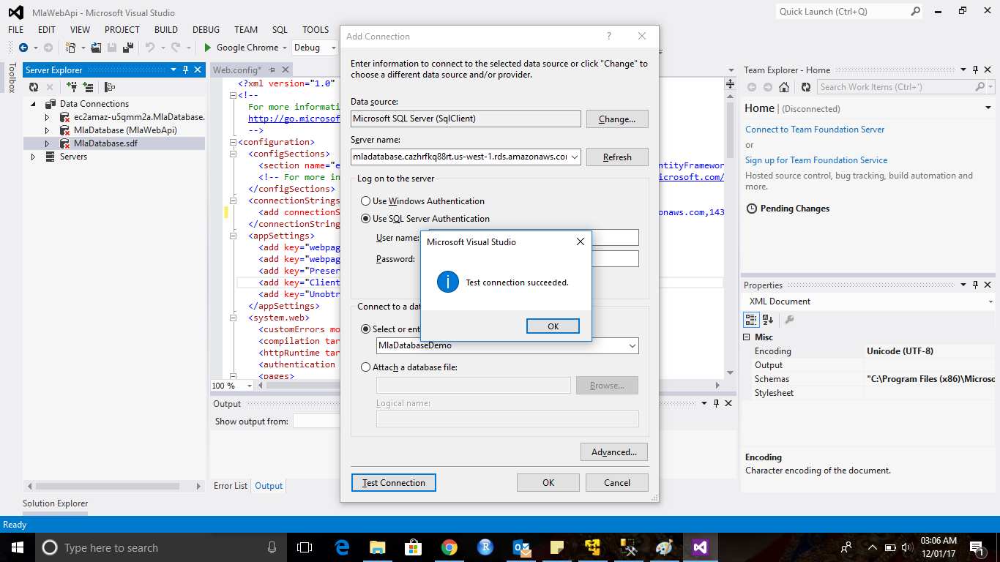 MlaWebApi - Microsoft Visual Studio
Quick Launch (Ctrl+Q)
FILE EDIT VIEW PROJECT BUILD DEBUG TEAM SQL TOOLS
Google Chrome Debug
Toolbox
Server Explorer
Data Connections
ec2amaz-u5qmm2a.MlaDatabase.
MlaDatabase (MlaWebApi)
MlaDatabase.sdf
Servers
Solution Explorer
Web.config*
<?xml version="1.0"
<!--
For more informati
http://go.microsof
-->
<configuration>
<configSections>
<section name="e
ntityFramework
<!-- For more in
icrosoft.com/
</configSections>
<connectionStrings
<add connectionS
onaws.com,143
</connectionString
<appSettings>
<add key="webpag
<add key="webpag
<add key="Preser
<add key="Client
<add key="Unobtr
</appSettings>
<system.web>
<customErrors mo
<compilation tar
<httpRuntime tar
<authentication
<pages>
100 %
Output
Show output from:
Error List Output
Add Connection
?
Enter information to connect to the selected data source or click "Change" to
choose a different data source and/or provider.
Data source:
Microsoft SQL Server (SqlClient)
Change...
Server name:
mladatabase.cazhrfkq88rt.us-west-1.rds.amazonaws.co
Refresh
Log on to the server
Use Windows Authentication
Use SQL Server Authentication
User name:
Password:
Microsoft Visual Studio
Test connection succeeded.
OK
Connect to a dat
Select or ent
MlaDatabaseDemo
Attach a database file:
Browse...
Logical name:
Advanced...
Test Connection
OK
Cancel
Team Explorer - Home
Search Work Items (Ctrl+')
Home | (Disconnected)
Connect to Team Foundation Server
or
Sign up for Team Foundation Service
Hosted source control, bug tracking, build automation and
more.
Pending Changes
Properties
XML Document
Misc
Encoding Unicode (UTF-8)
Output
Schemas "C:\Program Files (x86)\Microso
Stylesheet
Encoding
Character encoding of the document.
Ready
Type here to search
03:06 AM
12/01/17
1